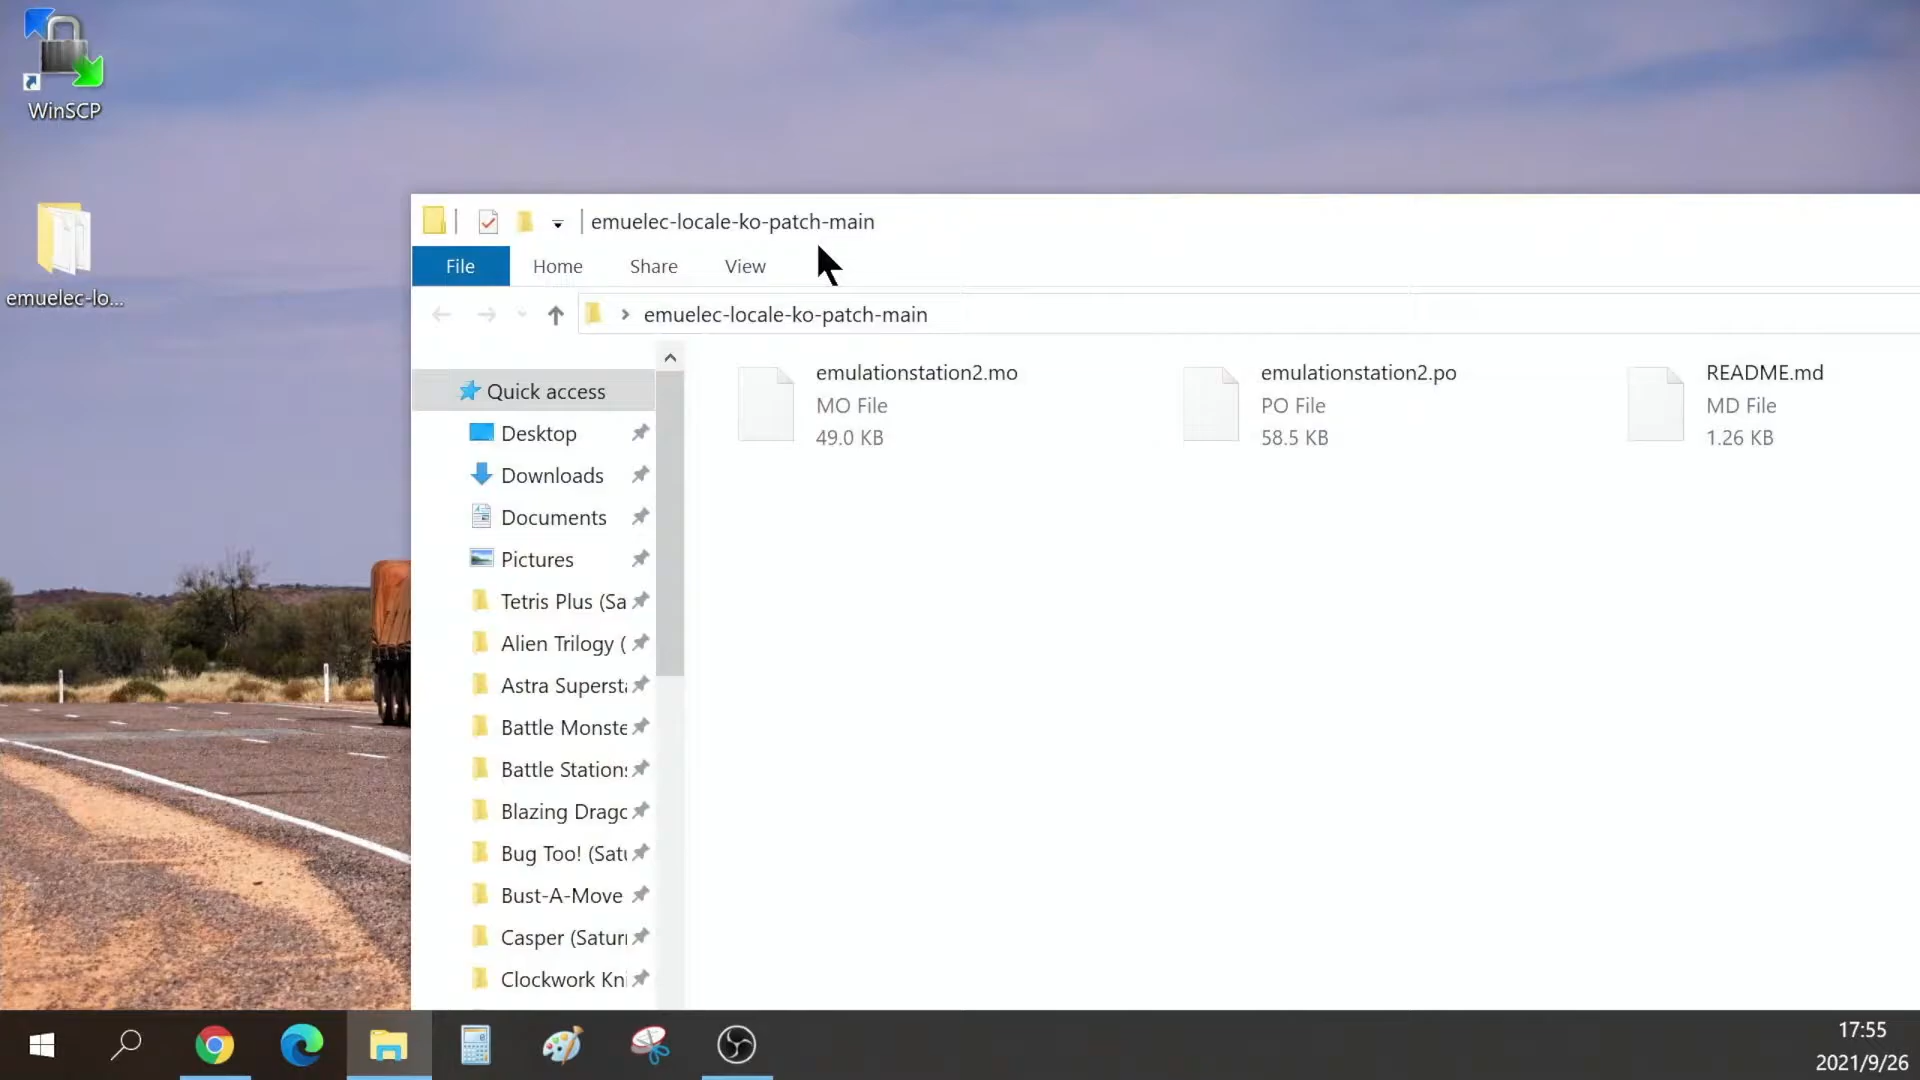 WinSCP
emuelec-lo...
emuelec-locale-ko-patch-main
File Home Share View
emuelec-locale-ko-patch-main
Quick access
Desktop
Downloads
Documents
Pictures
Tetris Plus (Sa
Alien Trilogy (
Astra Supersta
Battle Monste
Battle Stations
Blazing Drago
Bug Too! (Satu
Bust-A-Move
Casper (Saturn
Clockwork Kni
emulationstation2.mo
MO File
49.0 KB
emulationstation2.po
PO File
58.5 KB
README.md
MD File
1.26 KB
17:55
2021/9/26